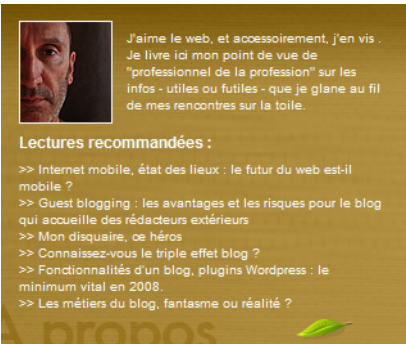 J'aime le web, et accessoirement, j'en vis .
Je livre ici mon point de vue de
"professionnel de la profession" sur les
infos - utiles ou futiles - que je glane au fil
de mes rencontres sur la toile.
Lectures recommandées :
>> Internet mobile, état des lieux : le futur du web est-il
mobile ?
>> Guest blogging : les avantages et les risques pour le blog
qui accueille des rédacteurs extérieurs
>> Mon disquaire, ce héros
>> Connaissez-vous le triple effet blog ?
>> Fonctionnalités d'un blog, plugins Wordpress : le
minimum vital en 2008.
>> Les métiers du blog, fantasme ou réalité ?
A propos